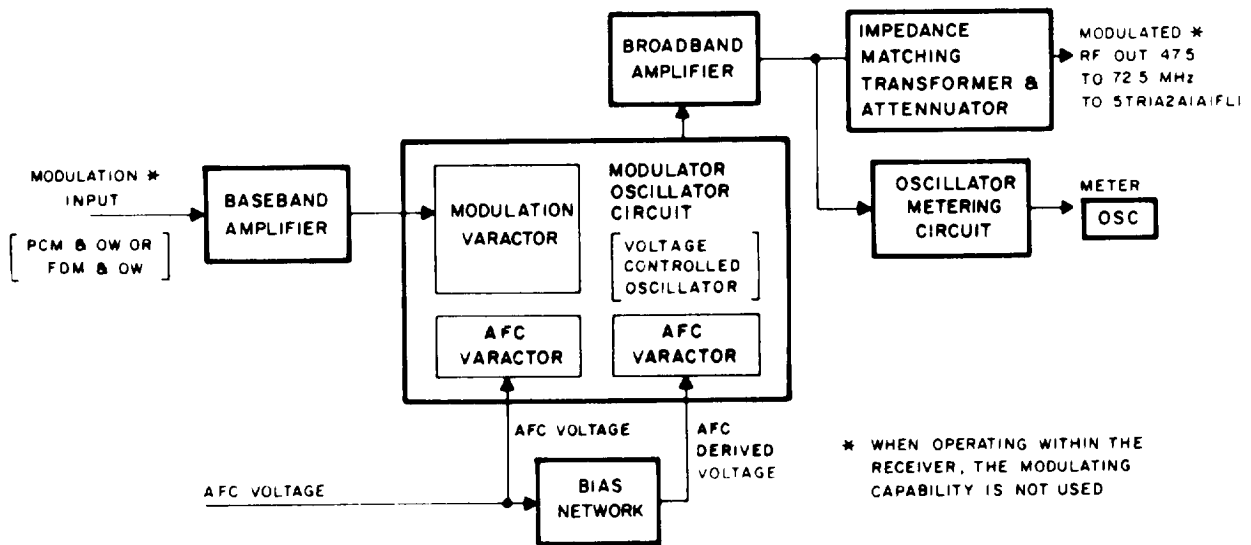 BROADBAND
AMPLIFIER
IMPEDANCE
MATCHING
TRANSFORMER &
ATTENNUATOR
MODULATED *
RF OUT 47.5
TO 72.5 MHz
TO 5TR1A2A1A1FL1
MODULATION *
INPUT
[PCM & OW OR
FDM & OW]
BASEBAND
AMPLIFIER
MODULATION
VARACTOR
MODULATOR
OSCILLATOR
CIRCUIT
[VOLTAGE
CONTROLLED
OSCILLATOR]
OSCILLATOR
METERING
CIRCUIT
METER
OSC
AFC
VARACTOR
AFC
VARACTOR
AFC VOLTAGE
AFC
DERIVED
VOLTAGE
AFC VOLTAGE
BIAS
NETWORK
* WHEN OPERATING WITHIN THE
RECEIVER, THE MODULATING
CAPABILITY IS NOT USED